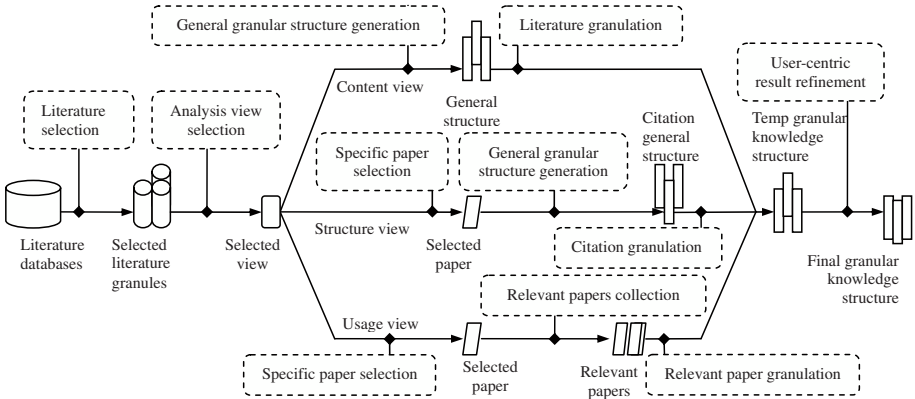 General granular structure generation
Literature granulation
User-centric
result refinement
Content view
General
structure
Literature
selection
Analysis view
selection
Citation
general
structure
Temp granular
knowledge
structure
Specific paper
selection
General granular
structure generation
Literature
databases
Selected
literature
granules
Selected
view
Structure view
Selected
paper
Citation granulation
Final granular
knowledge
structure
Relevant papers collection
Usage view
Specific paper selection
Selected
paper
Relevant
papers
Relevant paper granulation